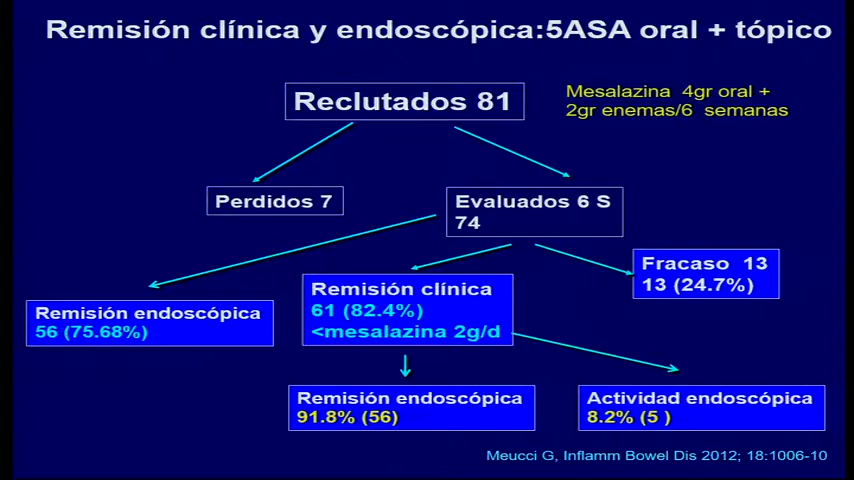 Remisión clínica y endoscópica:5ASA oral + tópico
Reclutados 81
Mesalazina 4gr oral +
2gr enemas/6 semanas
Perdidos 7
Evaluados 6 S
74
Fracaso 13
13 (24.7%)
Remisión clínica
61 (82.4%)
<mesalazina 2g/d
Remisión endoscópica
56 (75.68%)
Remisión endoscópica
91.8% (56)
Actividad endoscópica
8.2% (5 )
Meucci G, Inflamm Bowel Dis 2012; 18:1006-10